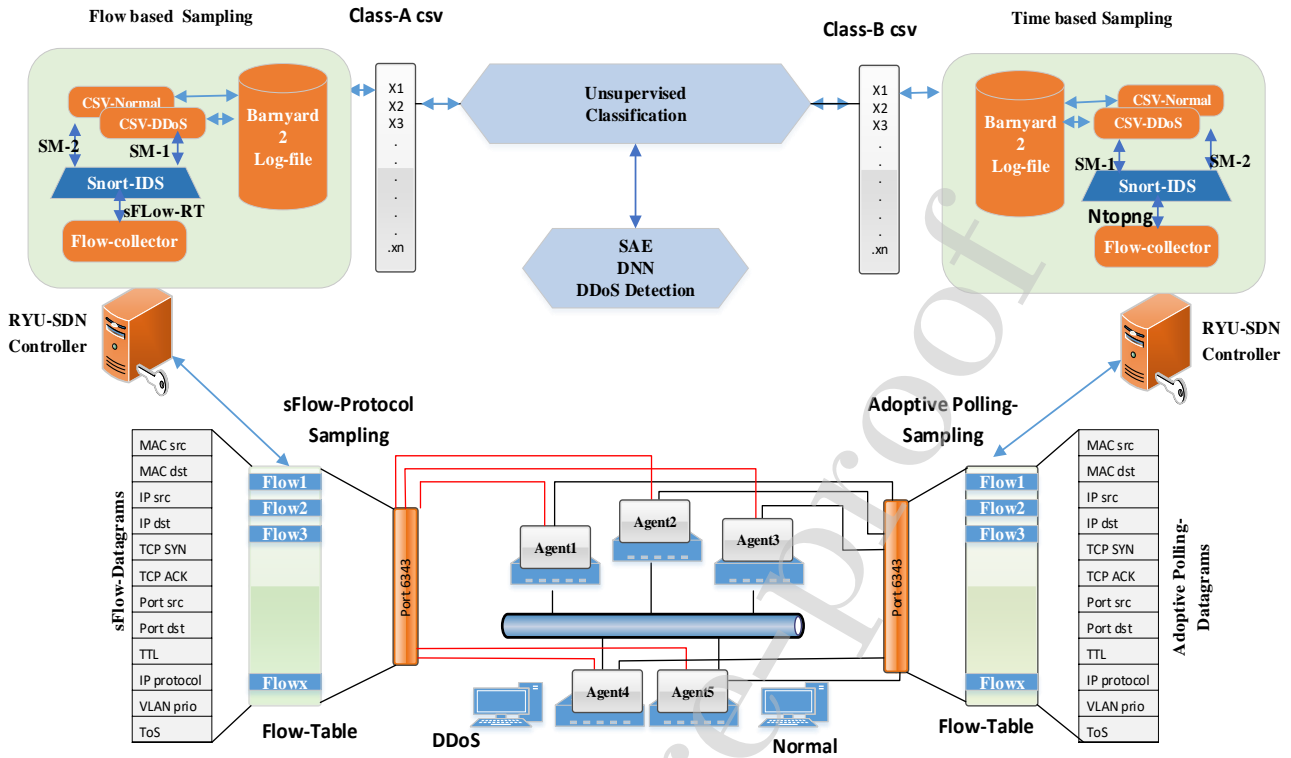 Flow based Sampling
Class-A csv
Class-B csv
Time based Sampling
CSV-Normal
CSV-DDoS
SM-2
SM-1
Snort-IDS
sFLow-RT
Flow-collector
Barnyard
2
Log-file
X1
X2
X3
.
.
.
.
.
.
.xn
Unsupervised
Classification
SAE
DNN
DDoS Detection
X1
X2
X3
.
.
.
.
.
.
.xn
Barnyard
2
Log-file
CSV-Normal
CSV-DDoS
SM-1
SM-2
Snort-IDS
Ntopng
Flow-collector
RYU-SDN
Controller
RYU-SDN
Controller
sFlow-Protocol
Sampling
Adoptive Polling-
Sampling
sFlow-Datagrams
MAC src
MAC dst
IP src
IP dst
TCP SYN
TCP ACK
Port src
Port dst
TTL
IP protocol
VLAN prio
ToS
Flow1
Flow2
Flow3
Flowx
Flow-Table
Port 6343
Agent1
Agent2
Agent3
Agent4
Agent5
DDoS
Normal
Port 6343
Flow1
Flow2
Flow3
Flowx
Flow-Table
MAC src
MAC dst
IP src
IP dst
TCP SYN
TCP ACK
Port src
Port dst
TTL
IP protocol
VLAN prio
ToS
Adoptive Polling-
Datagrams
re-proof